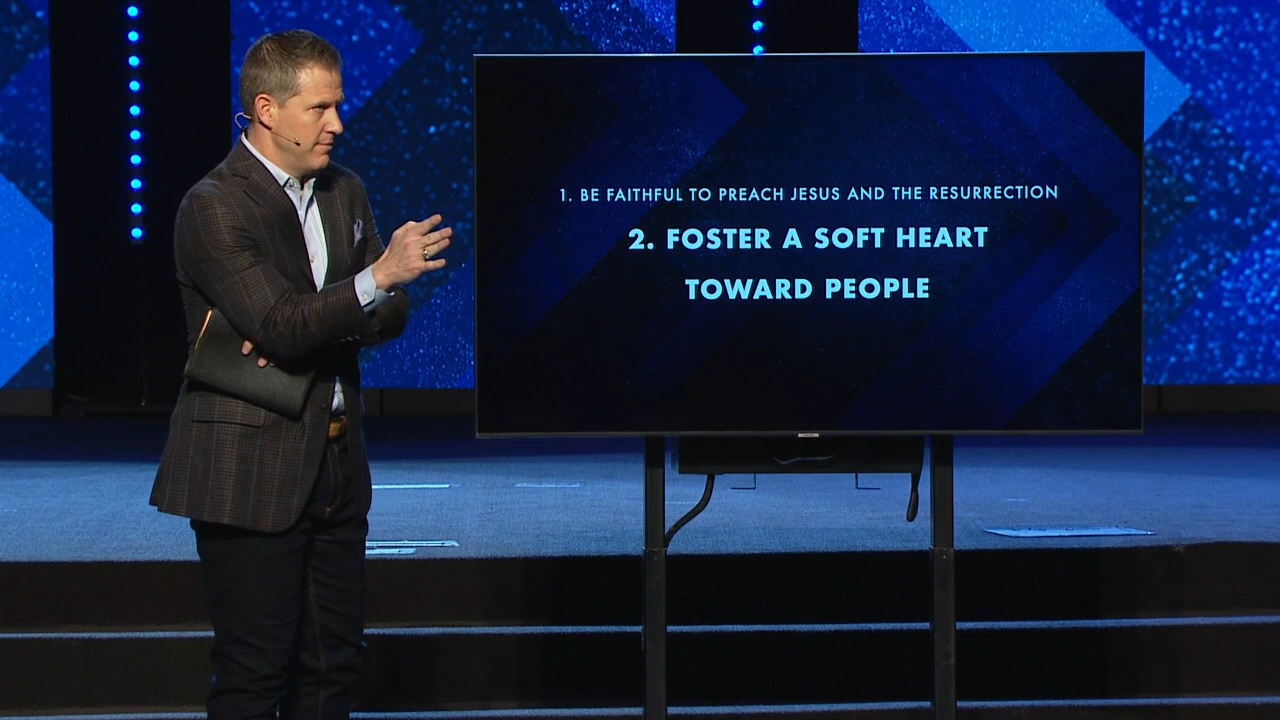 1. BE FAITHFUL TO PREACH JESUS AND THE RESURRECTION
2. FOSTER A SOFT HEART
TOWARD PEOPLE